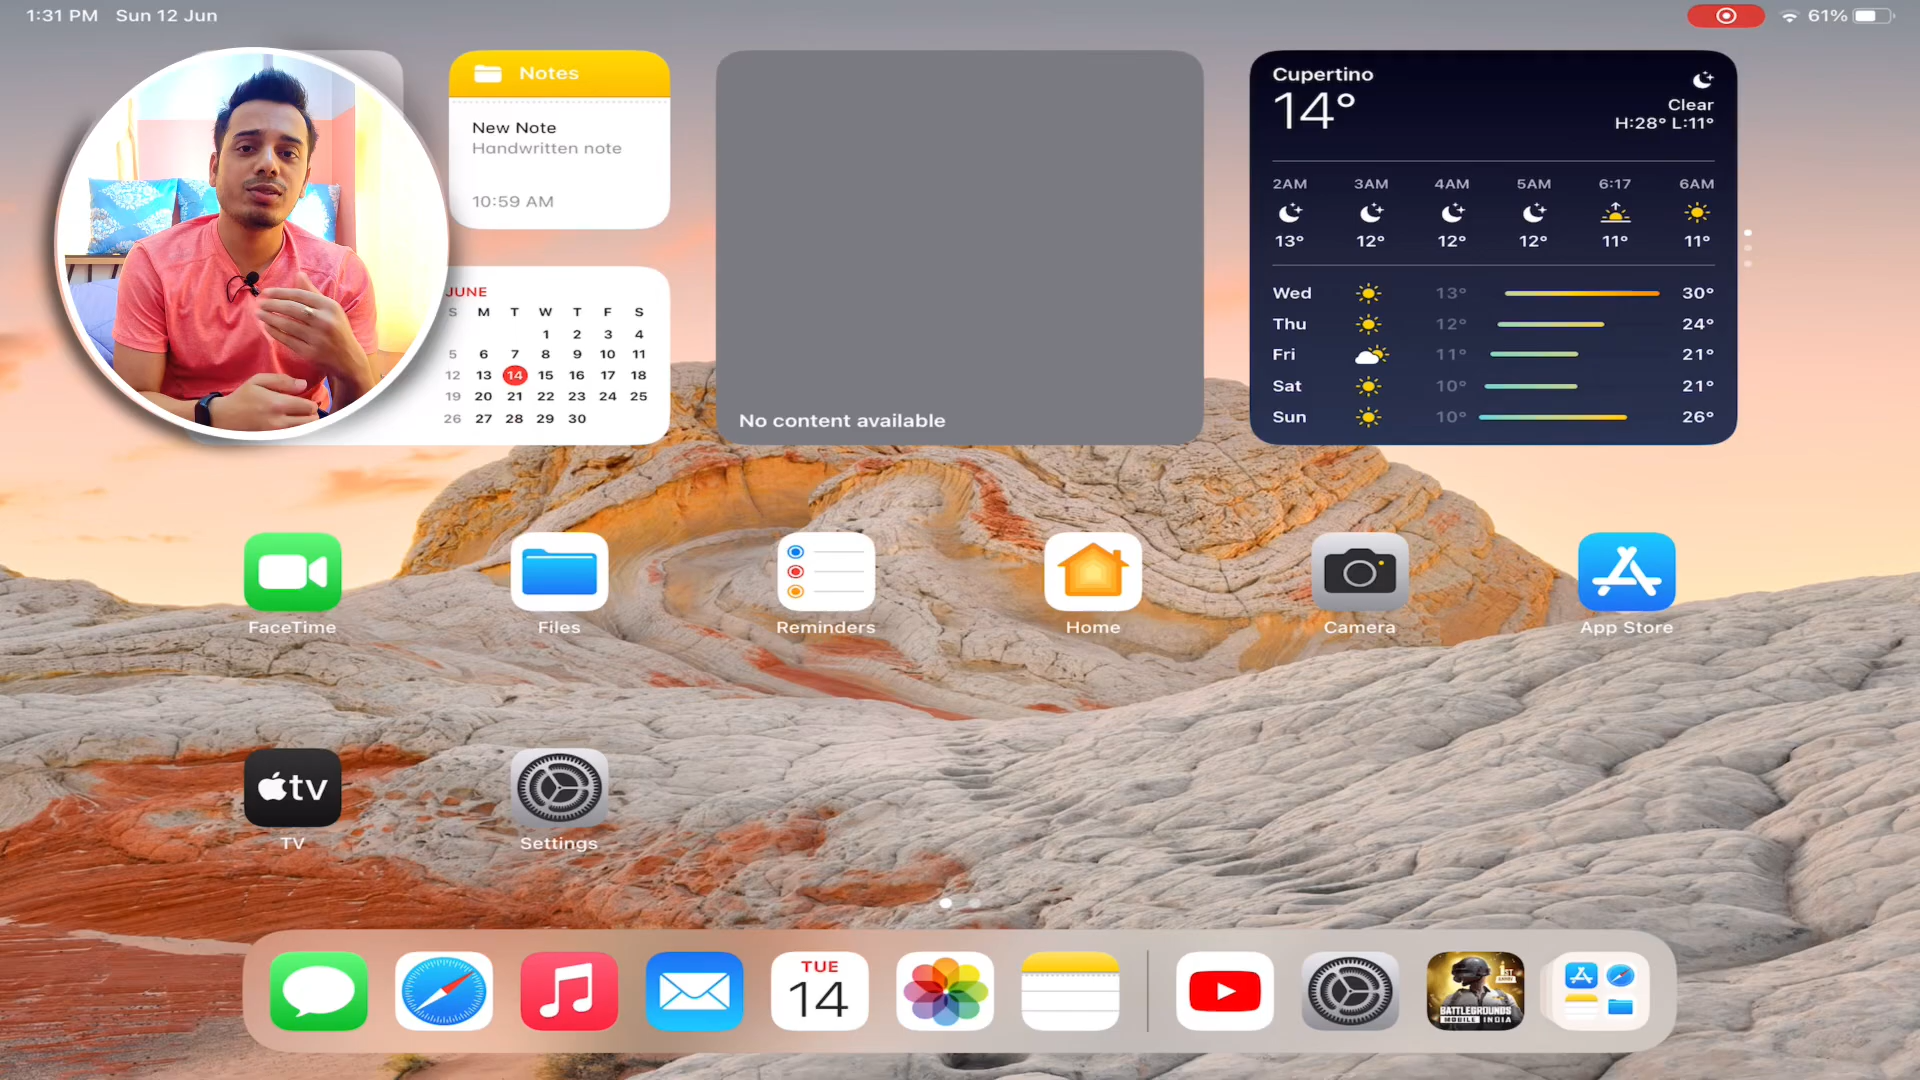 1:31 PM Sun 12 Jun
61%
Notes
New Note
Handwritten note
10:59 AM
JUNE
S M T W T F S
1 2 3 4
5 6 7 8 9 10 11
12 13 14 15 16 17 18
19 20 21 22 23 24 25
26 27 28 29 30
No content available
Cupertino
14°
Clear
H:28° L:11°
2AM 3AM 4AM 5AM 6:17 6AM
13° 12° 12° 12° 11° 11°
Wed 13° 30°
Thu 12° 24°
Fri 11° 21°
Sat 10° 21°
Sun 10° 26°
FaceTime
Files
Reminders
Home
Camera
App Store
tv
TV
Settings
TUE
14
BATTLEGROUNDS
MOBILE INDIA